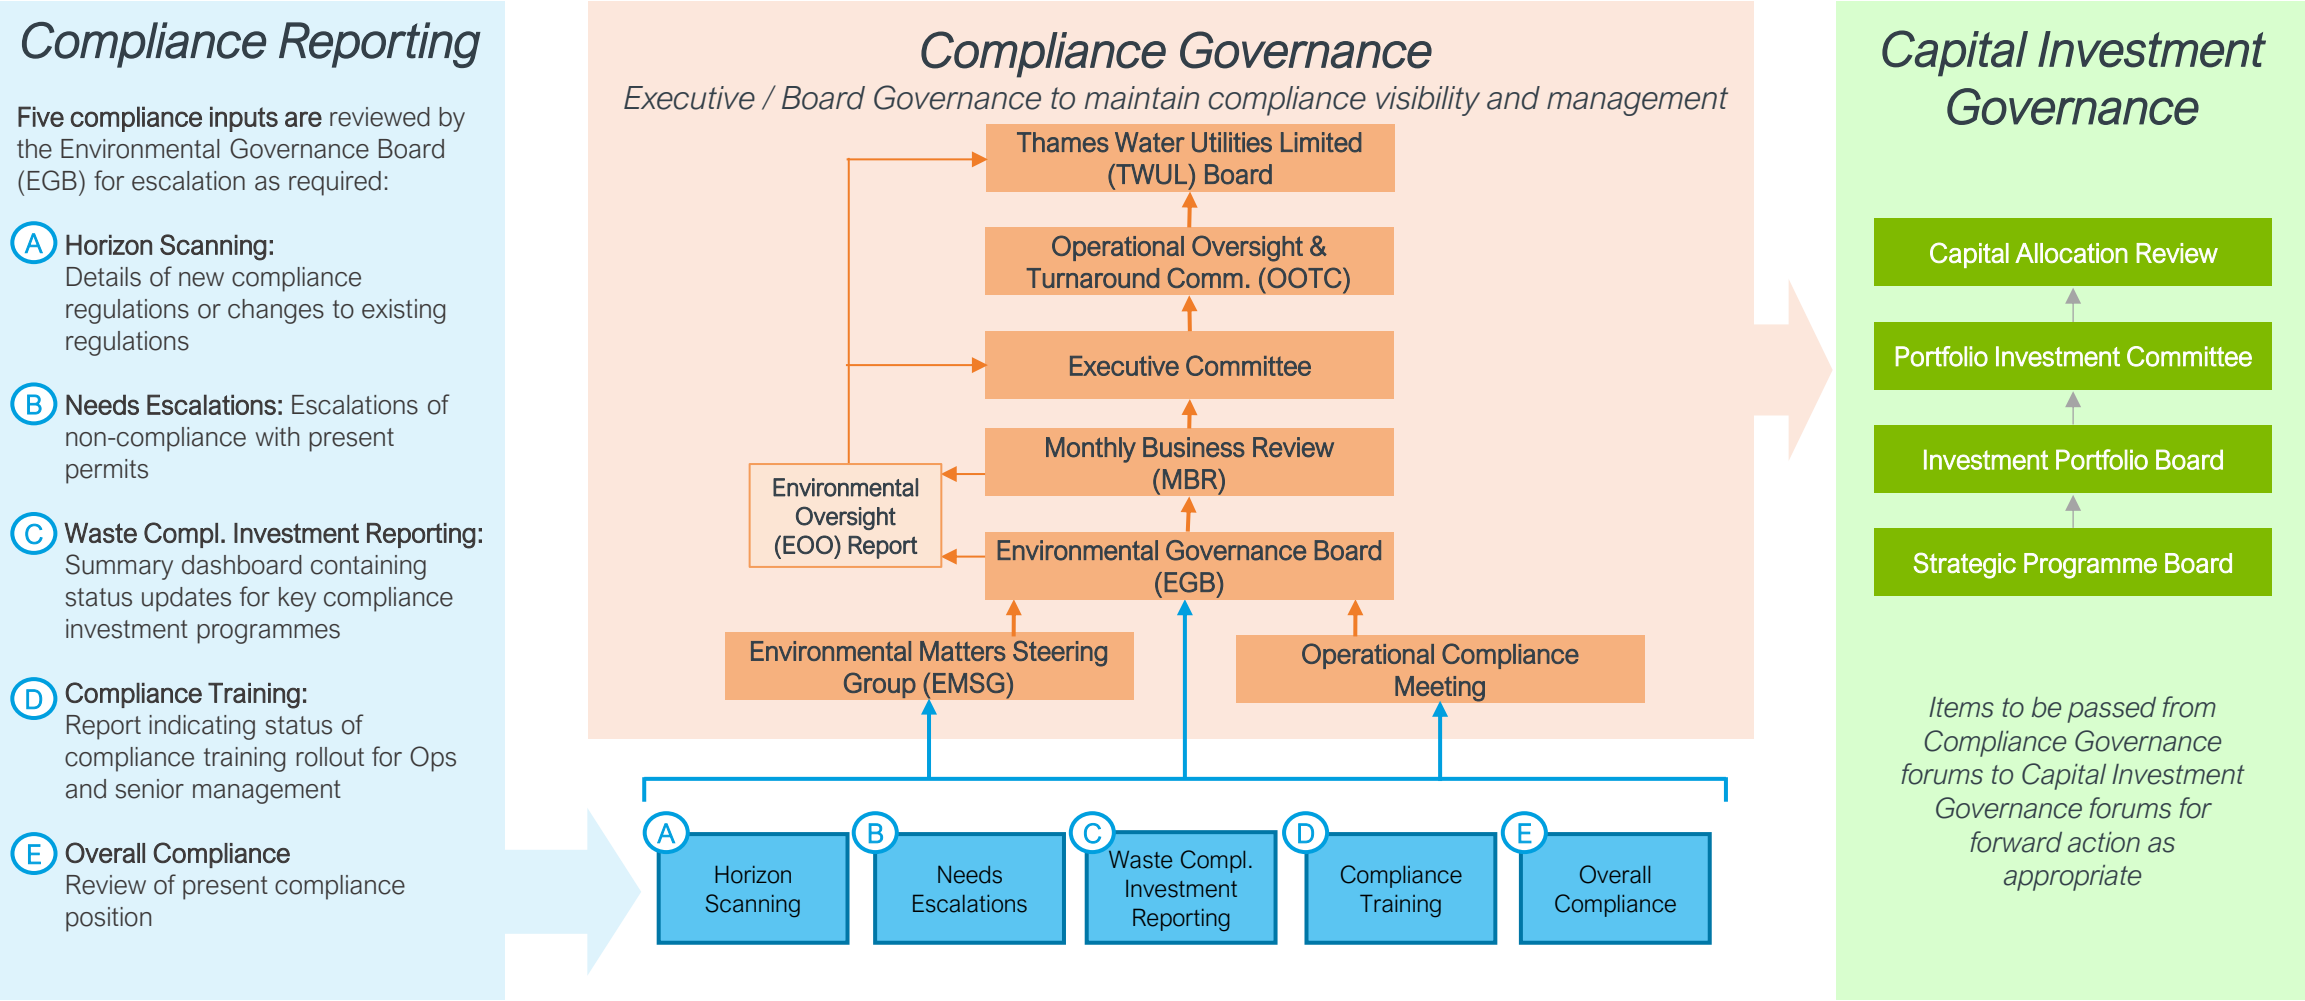 Compliance Reporting
Five compliance inputs are reviewed by
the Environmental Governance Board
(EGB) for escalation as required:
A
Horizon Scanning:
Details of new compliance
regulations or changes to existing
regulations
B
Needs Escalations: Escalations of
non-compliance with present
permits
C
Waste Compl. Investment Reporting:
Summary dashboard containing
status updates for key compliance
investment programmes
D
Compliance Training:
Report indicating status of
compliance training rollout for Ops
and senior management
E
Overall Compliance
Review of present compliance
position
Compliance Governance
Executive / Board Governance to maintain compliance visibility and management
Thames Water Utilities Limited
(TWUL) Board
Operational Oversight &
Turnaround Comm. (OOTC)
Executive Committee
Monthly Business Review
(MBR)
Environmental
Oversight
(EOO) Report
Environmental Governance Board
(EGB)
Environmental Matters Steering
Group (EMSG)
Operational Compliance
Meeting
A
Horizon
Scanning
B
Needs
Escalations
C
Waste Compl.
Investment
Reporting
D
Compliance
Training
E
Overall
Compliance
Capital Investment
Governance
Capital Allocation Review
Portfolio Investment Committee
Investment Portfolio Board
Strategic Programme Board
Items to be passed from
Compliance Governance
forums to Capital Investment
Governance forums for
forward action as
appropriate